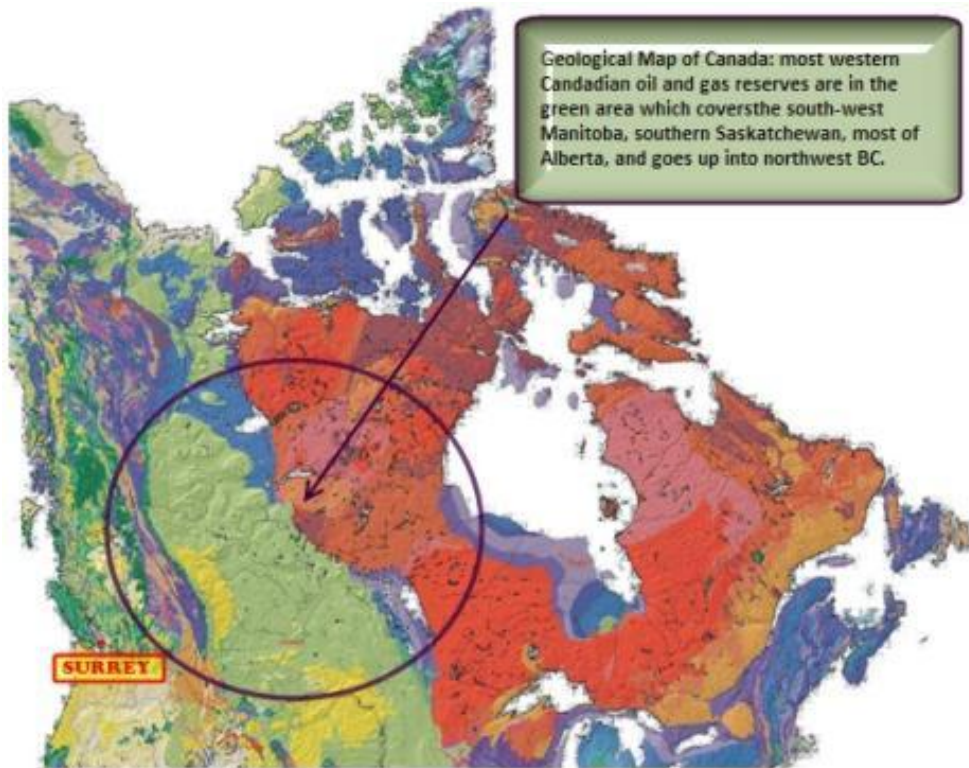 Geological Map of Canada: most western
Candadian oil and gas reserves are in the
green area which coversthe south-west
Manitoba, southern Saskatchewan, most of
Alberta, and goes up into northwest BC.
SURREY